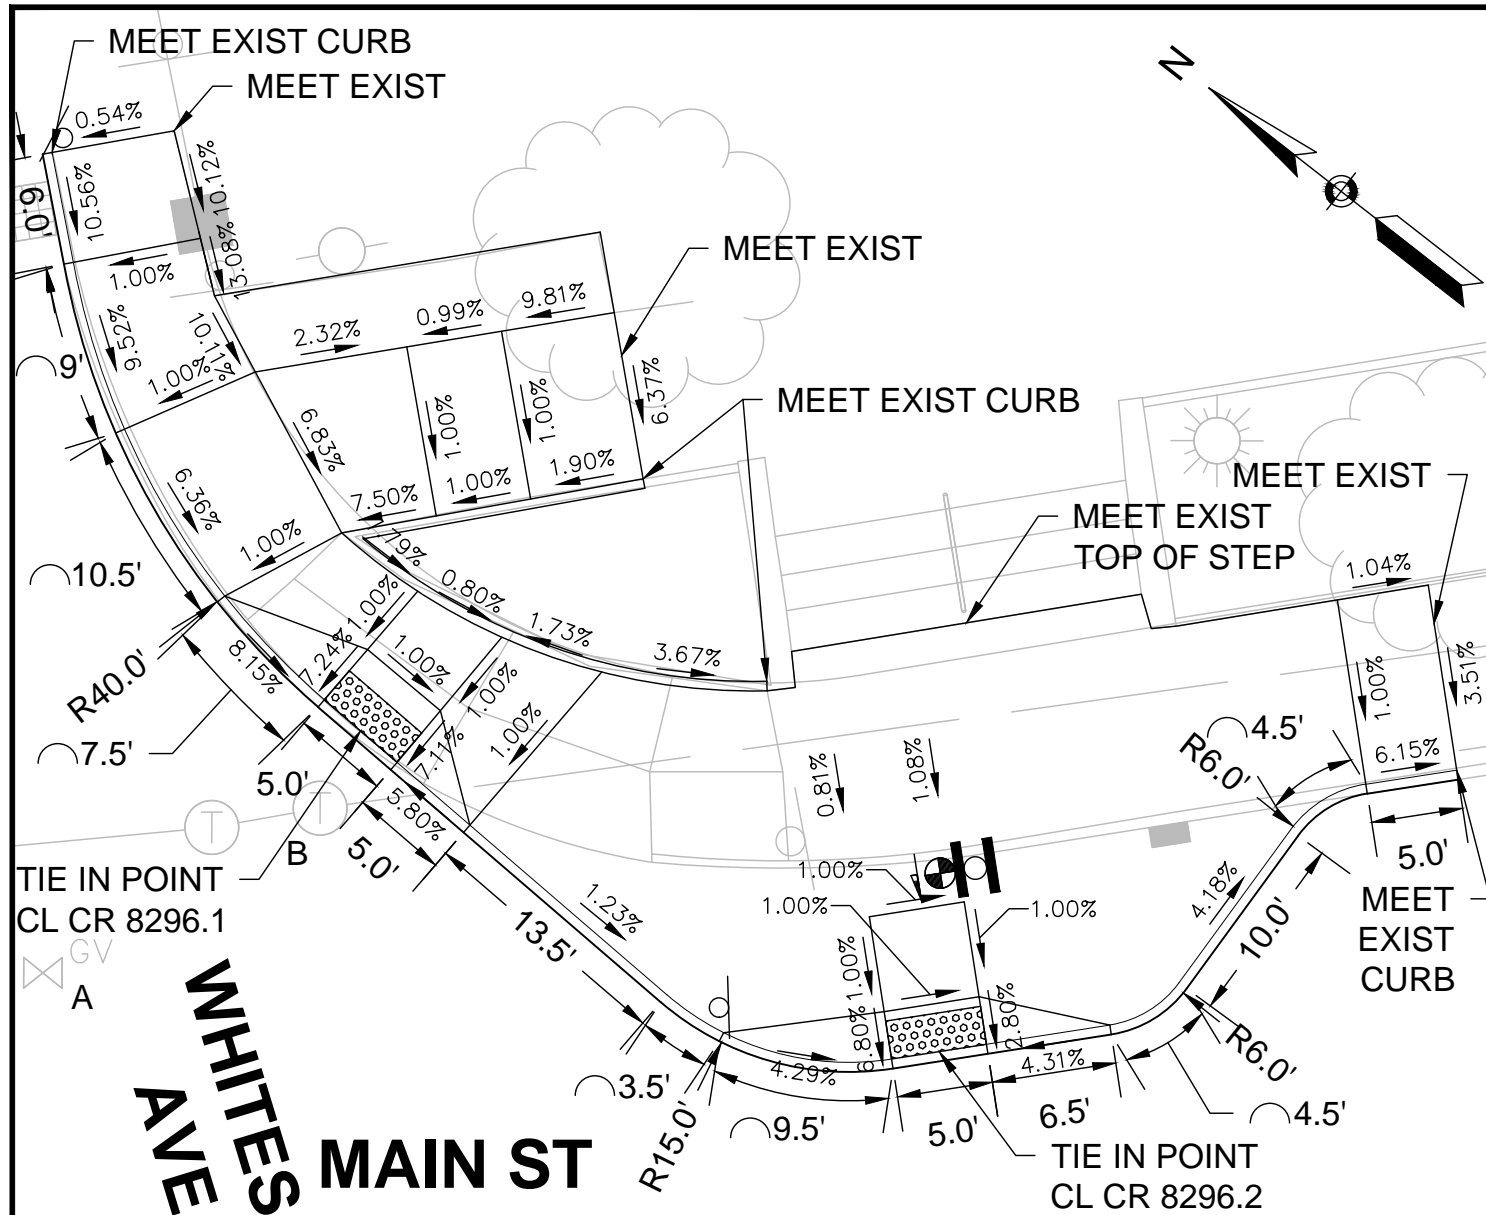 MEET EXIST CURB
MEET EXIST
N
0.54%
10.12%
10.56%
6.0'
13.08%
MEET EXIST
1.00%
9.81%
0.99%
2.32%
9.52%
10.11%
9'
1.00%
6.37%
MEET EXIST CURB
6.83%
1.00%
1.00%
1.90%
1.00%
7.50%
MEET EXIST
6.36%
MEET EXIST
TOP OF STEP
1.00%
1.04%
10.5'
0.80%
1.00%
1.73%
3.67%
7.24%
1.00%
8.15%
R40.0'
1.00%
1.00%
1.00%
3.51%
4.5'
R6.0'
6.15%
7.5'
7.11%
5.0'
0.81%
1.08%
5.80%
B
5.0'
5.0'
TIE IN POINT
CL CR 8296.1
1.00%
1.00%
1.00%
4.18%
10.0'
MEET
EXIST
CURB
1.23%
13.5'
GV
A
1.00%
2.80%
R6.0'
4.29%
4.31%
3.5'
R15.0'
9.5'
5.0'
6.5'
4.5'
WHITES
AVE
MAIN ST
TIE IN POINT
CL CR 8296.2
T
T